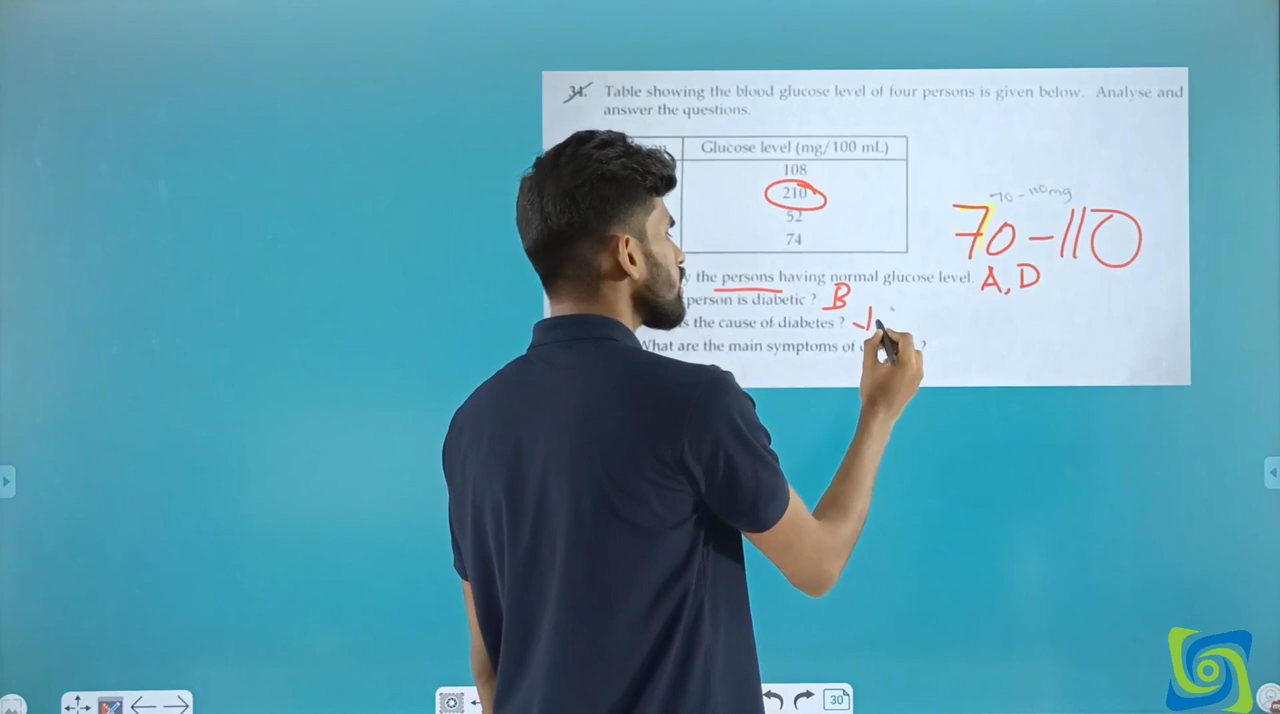 34. Table showing the blood glucose level of four persons is given below. Analyse and
answer the questions.
Glucose level (mg/100 mL)
108
210
52
74
70-110mg
70-110
the persons having normal glucose level. A, D
person is diabetic ? B
the cause of diabetes ?
What are the main symptoms of
?
30